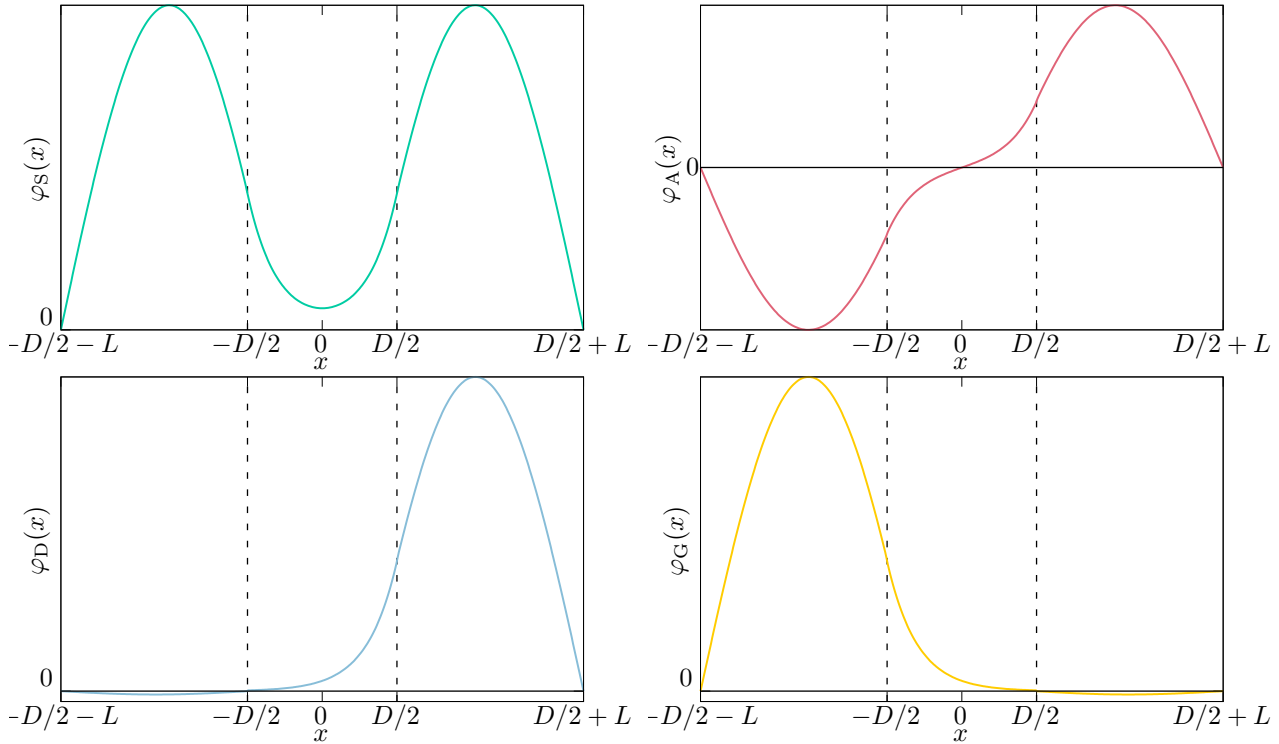 φS(x)
0
−D/2 − L
−D/2
0
D/2
D/2 + L
x
φA(x)
0
−D/2 − L
−D/2
0
D/2
D/2 + L
x
φD(x)
0
−D/2 − L
−D/2
0
D/2
D/2 + L
x
φG(x)
0
−D/2 − L
−D/2
0
D/2
D/2 + L
x